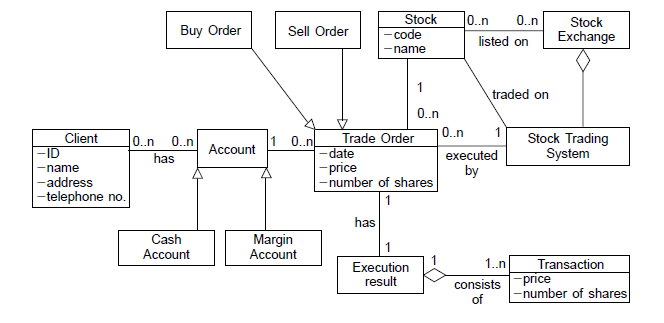 Buy Order
Sell Order
Stock
–code
–name
0..n
0..n
listed on
Stock
Exchange
1
traded on
0..n
Client
–ID
–name
–address
–telephone no.
0..n
0..n
has
Account
1
0..n
Trade Order
–date
–price
–number of shares
0..n
1
executed
by
Stock Trading
System
Cash
Account
Margin
Account
1
has
1
Execution
result
1
1..n
consists
of
Transaction
–price
–number of shares